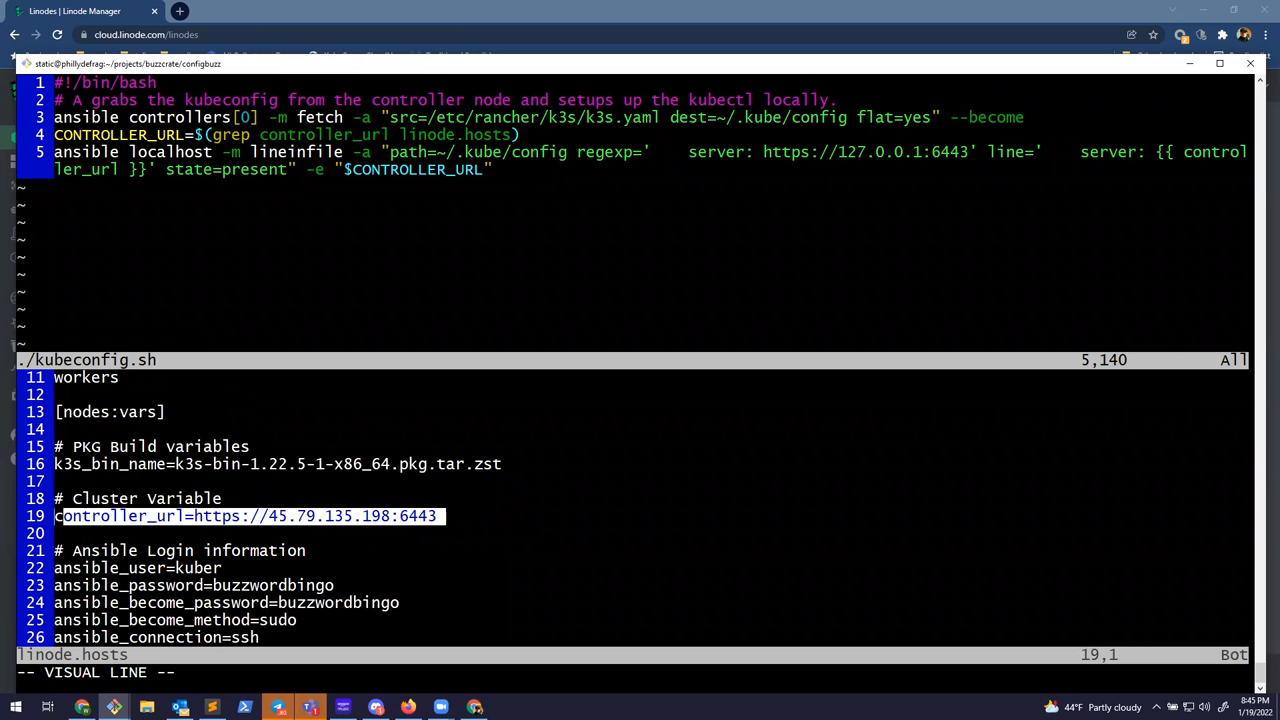 Linodes | Linode Manager
cloud.linode.com/linodes
static@phillydefrag:~/projects/buzzcrate/configbuzz
1 #!/bin/bash
2 # A grabs the kubeconfig from the controller node and setups up the kubectl locally.
3 ansible controllers[0] -m fetch -a "src=/etc/rancher/k3s/k3s.yaml dest=~/.kube/config flat=yes" --become
4 CONTROLLER_URL=$(grep controller_url linode.hosts)
5 ansible localhost -m lineinfile -a "path=~/.kube/config regexp='    server: https://127.0.0.1:6443' line='    server: {{ control
ler_url }}' state=present" -e "$CONTROLLER_URL"
~
~
~
~
~
~
~
~
~
~
./kubeconfig.sh 5,140 All
11 workers
12
13 [nodes:vars]
14
15 # PKG Build variables
16 k3s_bin_name=k3s-bin-1.22.5-1-x86_64.pkg.tar.zst
17
18 # Cluster Variable
19 controller_url=https://45.79.135.198:6443
20
21 # Ansible Login information
22 ansible_user=kuber
23 ansible_password=buzzwordbingo
24 ansible_become_password=buzzwordbingo
25 ansible_become_method=sudo
26 ansible_connection=ssh
linode.hosts 19,1 Bot
-- VISUAL LINE --
44°F Partly cloudy
8:45 PM
1/19/2022